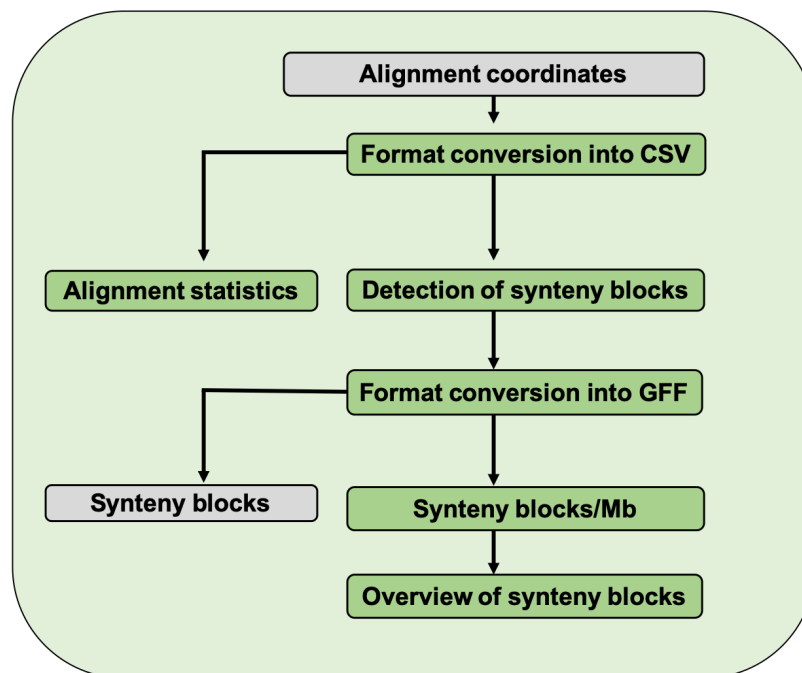 Alignment coordinates
Format conversion into CSV
Alignment statistics
Detection of synteny blocks
Format conversion into GFF
Synteny blocks
Synteny blocks/Mb
Overview of synteny blocks